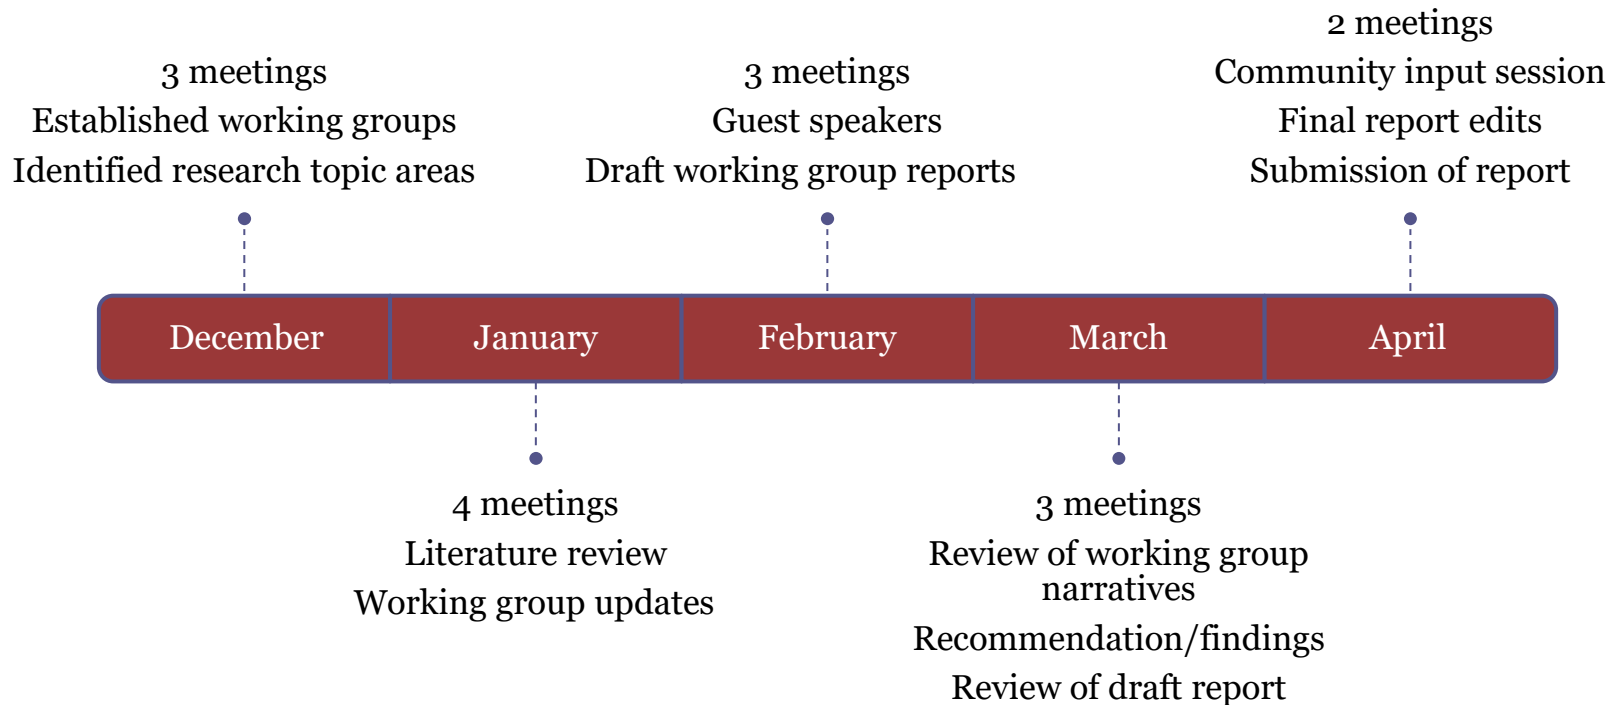 3 meetings
Established working groups
Identified research topic areas
3 meetings
Guest speakers
Draft working group reports
2 meetings
Community input session
Final report edits
Submission of report
December
January
February
March
April
4 meetings
Literature review
Working group updates
3 meetings
Review of working group
narratives
Recommendation/findings
Review of draft report